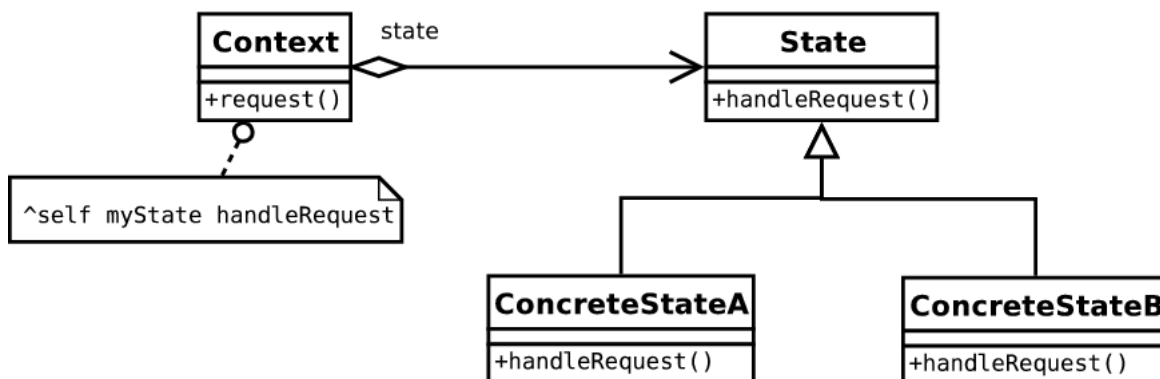 state
Context
State
+request()
+handleRequest()
^self myState handleRequest
ConcreteStateA
ConcreteStateB
+handleRequest()
+handleRequest()